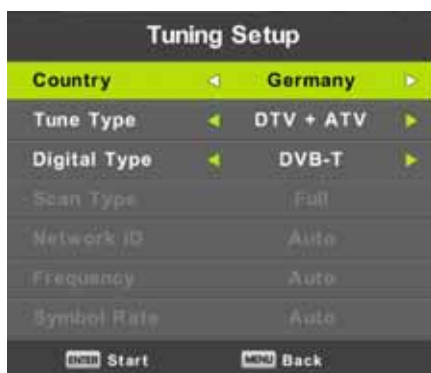 Tuning Setup
Country Germany
Tune Type DTV + ATV
Digital Type DVB-T
Scan Type Full
Network ID Auto
Frequency Auto
Symbol Rate Auto
ENTER Start MENU Back